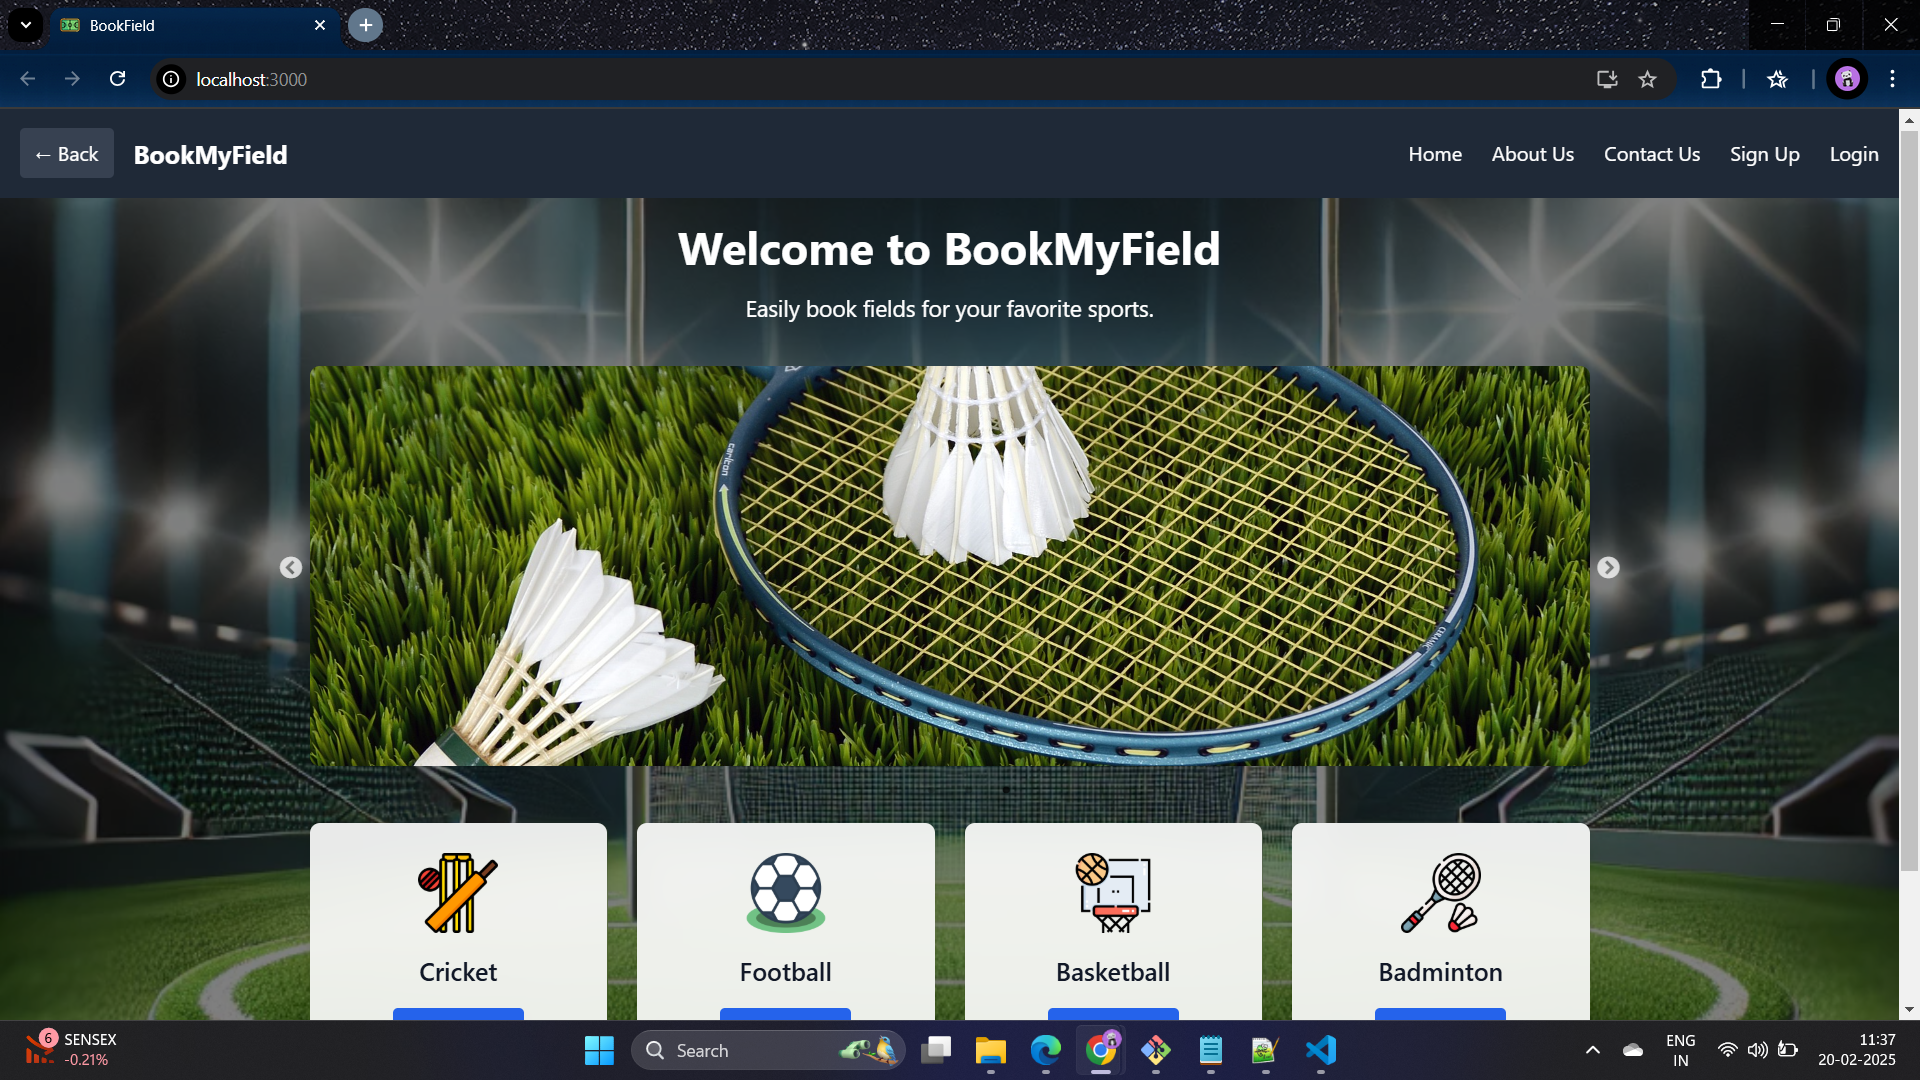 BookField
localhost:3000
← Back
BookMyField
Home
About Us
Contact Us
Sign Up
Login
Welcome to BookMyField
Easily book fields for your favorite sports.
Cricket
Football
Basketball
Badminton
6
SENSEX
-0.21%
Search
ENG
IN
11:37
20-02-2025